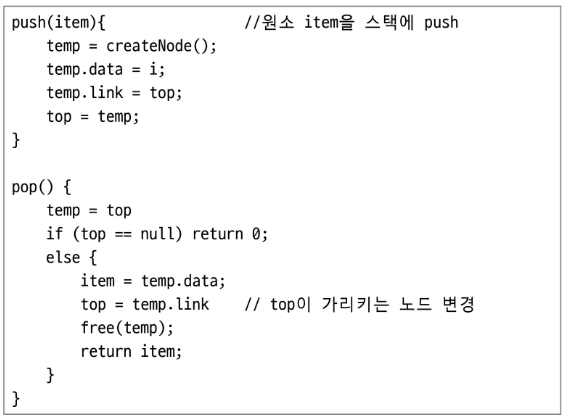 push(item){                //원소 item을 스택에 push
    temp = createNode();
    temp.data = i;
    temp.link = top;
    top = temp;
}

pop() {
    temp = top
    if (top == null) return 0;
    else {
        item = temp.data;
        top = temp.link    // top이 가리키는 노드 변경
        free(temp);
        return item;
    }
}